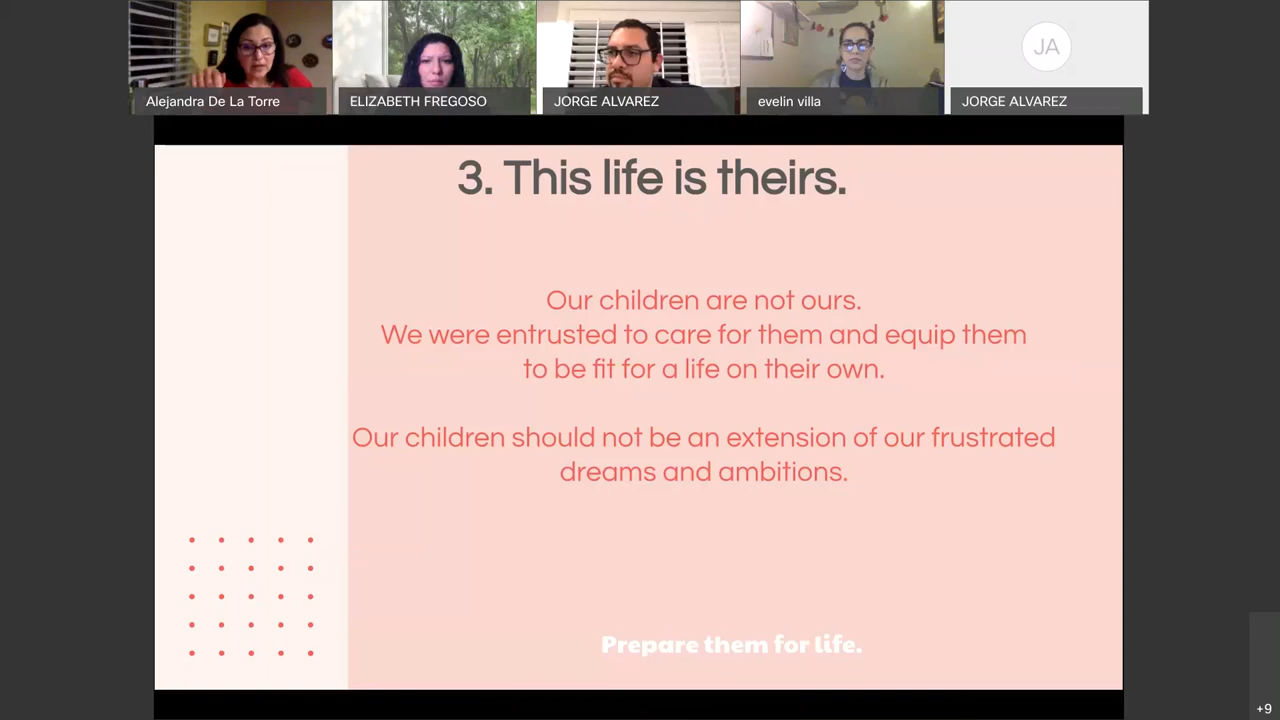 JA
Alejandra De La Torre
ELIZABETH FREGOSO
JORGE ALVAREZ
evelin villa
JORGE ALVAREZ
3. This life is theirs.
Our children are not ours.
We were entrusted to care for them and equip them
to be fit for a life on their own.
Our children should not be an extension of our frustrated
dreams and ambitions.
Prepare them for life.
+9